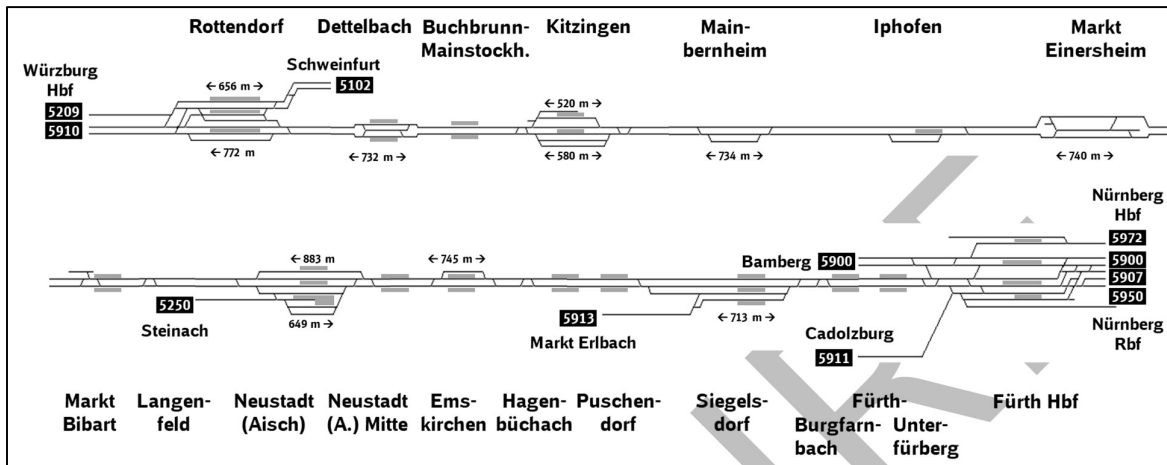 Rottendorf
Dettelbach
Buchbrunn-
Mainstockh.
Kitzingen
Main-
bernheim
Iphofen
Markt
Einersheim
Würzburg
Hbf
5209
5910
Schweinfurt
5102
← 656 m →
← 772 m
← 732 m →
← 520 m →
← 580 m →
← 734 m →
← 740 m →
Nürnberg
Hbf
5972
5900
5907
5950
Nürnberg
Rbf
Bamberg 5900
← 883 m
← 745 m →
5250
Steinach
649 m →
5913
Markt Erlbach
← 713 m →
Cadolzburg
5911
Markt
Bibart
Langen-
feld
Neustadt
(Aisch)
Neustadt
(A.) Mitte
Ems-
kirchen
Hagen-
büchach
Puschen-
dorf
Siegels-
dorf
Fürth-
Burgfarn-
bach
Unter-
fürberg
Fürth Hbf